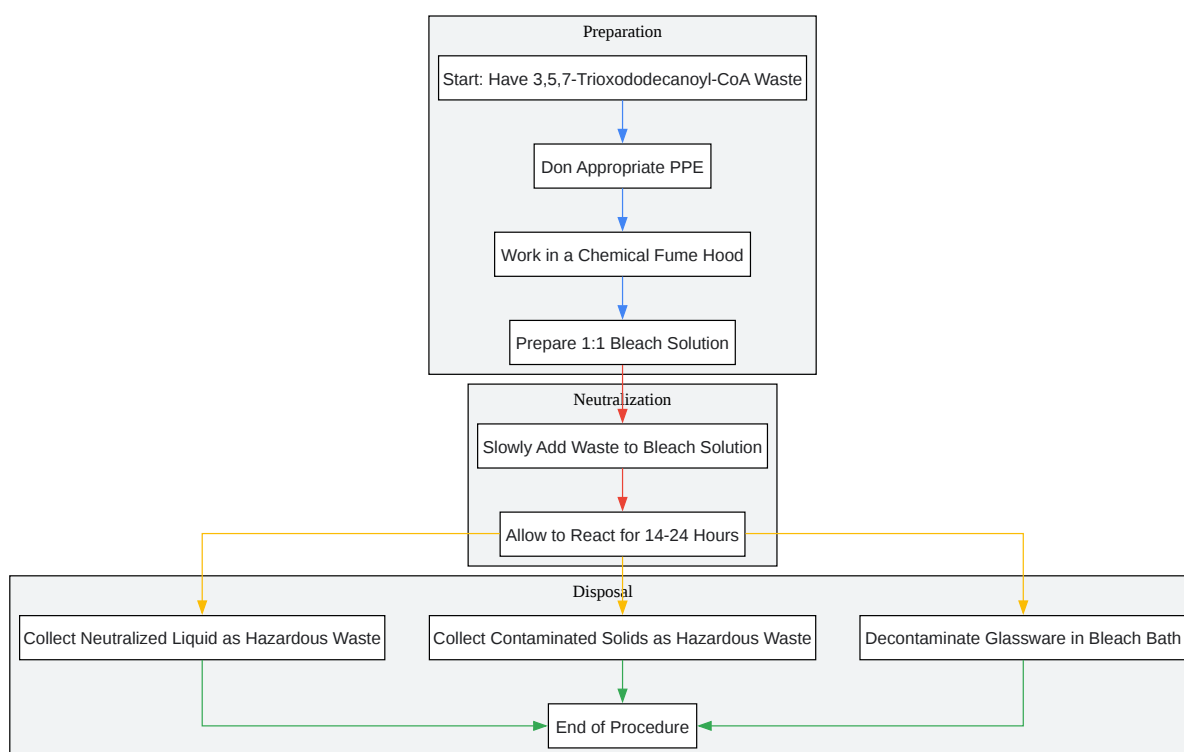 Preparation
Start: Have 3,5,7-Trioxododecanoyl-CoA Waste
Don Appropriate PPE
Work in a Chemical Fume Hood
Prepare 1:1 Bleach Solution
Neutralization
Slowly Add Waste to Bleach Solution
Allow to React for 14-24 Hours
Disposal
Collect Neutralized Liquid as Hazardous Waste
Collect Contaminated Solids as Hazardous Waste
Decontaminate Glassware in Bleach Bath
End of Procedure